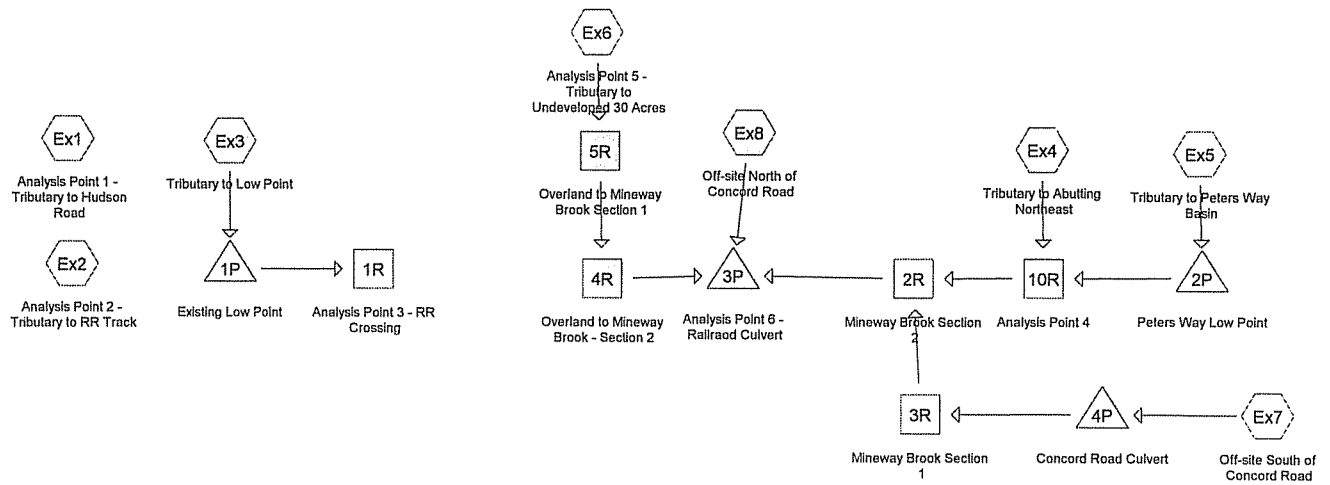 Ex6
Analysis Point 5 -
Tributary to
Undeveloped 30 Acres
Ex1
Analysis Point 1 -
Tributary to Hudson
Road
Ex3
Tributary to Low Point
5R
Overland to Mineway
Brook Section 1
Ex8
Off-site North of
Concord Road
Ex4
Tributary to Abutting
Northeast
Ex5
Tributary to Peters Way
Basin
Ex2
Analysis Point 2 -
Tributary to RR Track
1P
Existing Low Point
1R
Analysis Point 3 - RR
Crossing
4R
Overland to Mineway
Brook - Section 2
3P
Analysis Point 6 -
Railraod Culvert
2R
Mineway Brook Section
2
10R
Analysis Point 4
2P
Peters Way Low Point
3R
Mineway Brook Section
1
4P
Concord Road Culvert
Ex7
Off-site South of
Concord Road